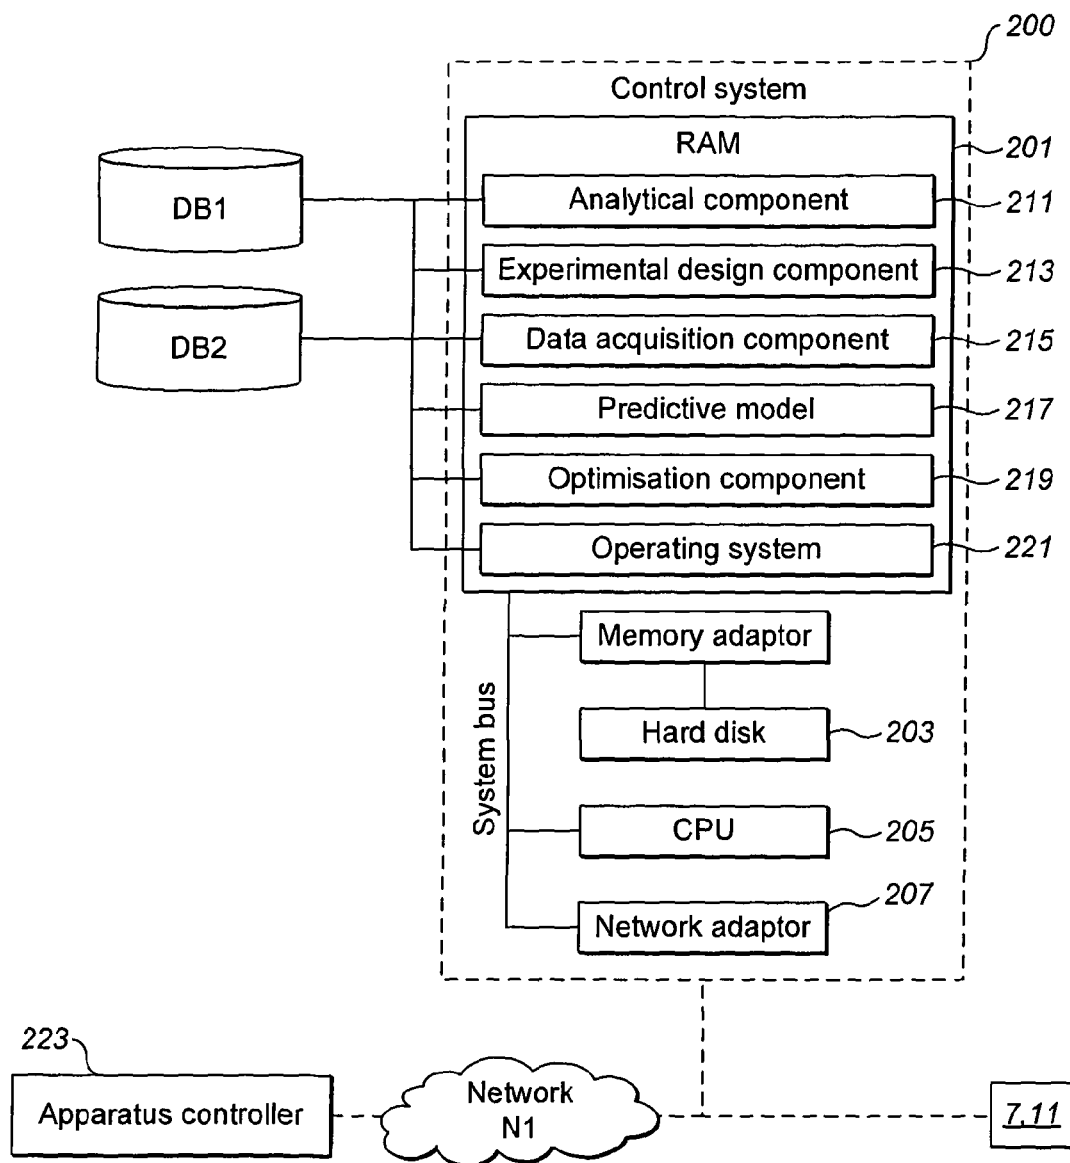 200
Control system
RAM
201
DB1
Analytical component
211
Experimental design component
213
DB2
Data acquisition component
215
Predictive model
217
Optimisation component
219
Operating system
221
System bus
Memory adaptor
Hard disk
203
CPU
205
207
Network adaptor
223
Apparatus controller
Network
N1
7,11